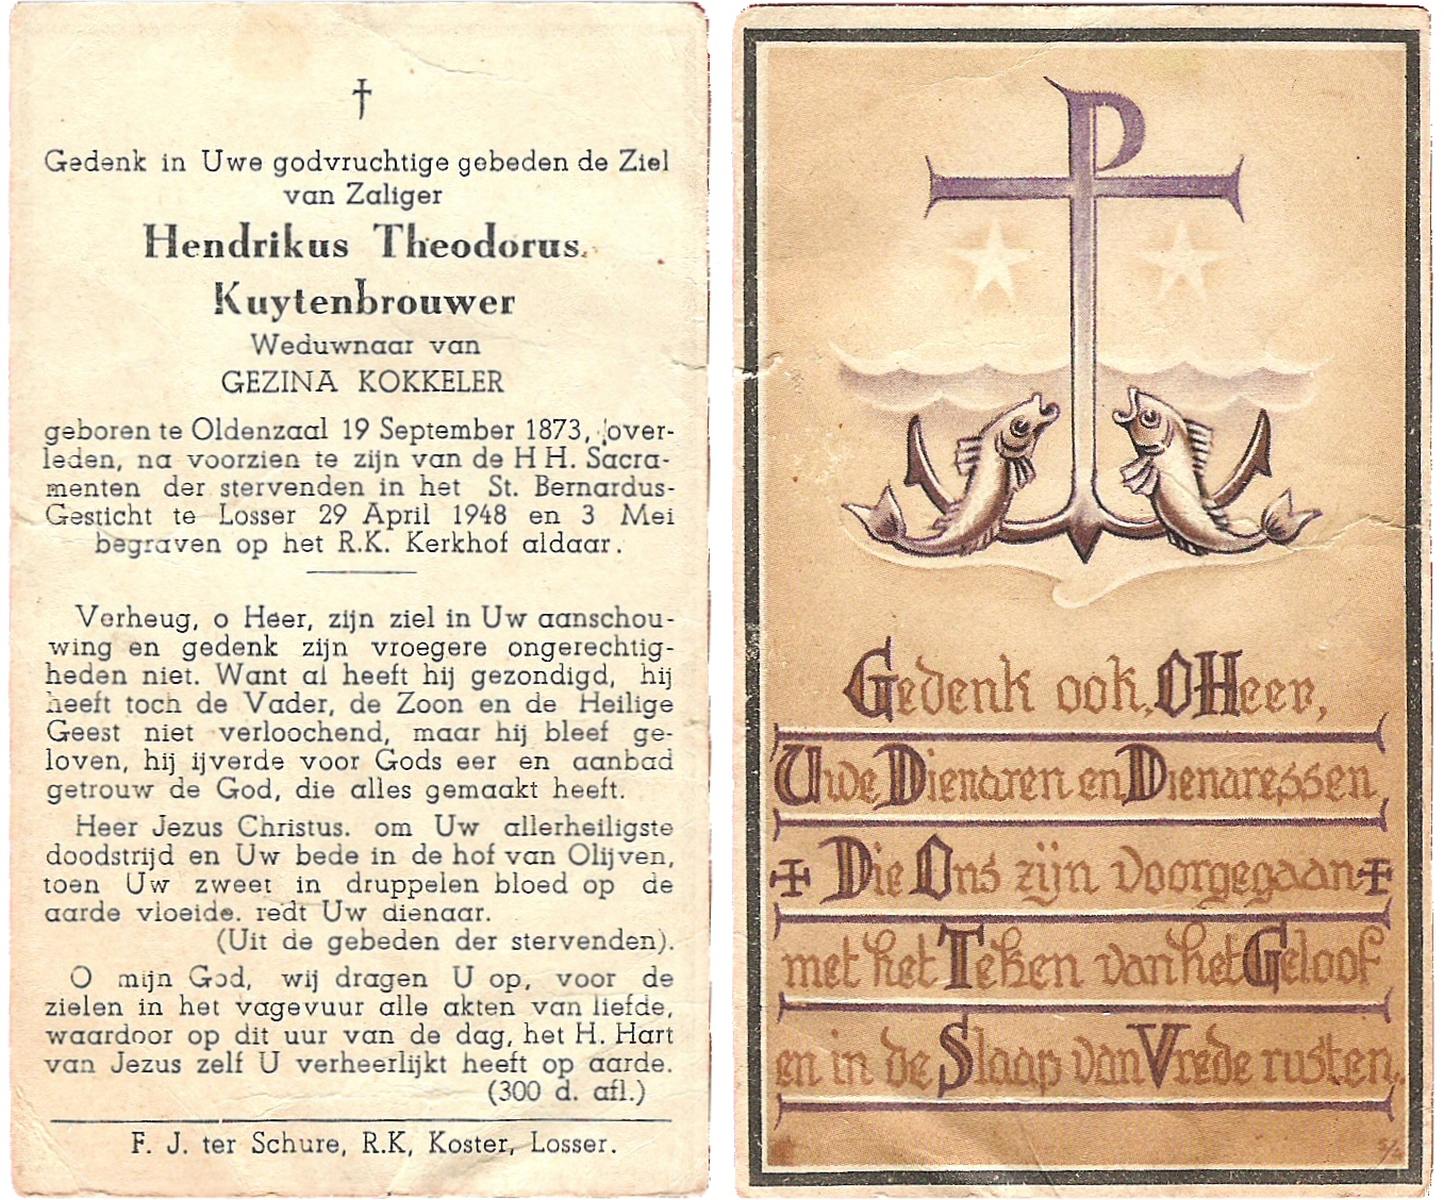 Gedenk in Uwe godvruchtige gebeden de Ziel
van Zaliger
Hendrikus Theodorus
Kuytenbrouwer
Weduwnaar van
GEZINA KOKKELER
geboren te Oldenzaal 19 September 1873, over-
leden, na voorzien te zijn van de H H. Sacra-
menten der stervenden in het St. Bernardus-
Gesticht te Losser 29 April 1948 en 3 Mei
begraven op het R.K. Kerkhof aldaar.
Verheug, o Heer, zijn ziel in Uw aanschou-
wing en gedenk zijn vroegere ongerechtig-
heden niet. Want al heeft hij gezondigd, hij
heeft toch de Vader, de Zoon en de Heilige
Geest niet verloochend, maar hij bleef ge-
loven, hij ijverde voor Gods eer en aanbad
getrouw de God, die alles gemaakt heeft.
Heer Jezus Christus. om Uw allerheiligste
doodstrijd en Uw bede in de hof van Olijven,
toen Uw zweet in druppelen bloed op de
aarde vloeide. redt Uw dienaar.
(Uit de gebeden der stervenden).
O mijn God, wij dragen U op, voor de
zielen in het vagevuur alle akten van liefde,
waardoor op dit uur van de dag, het H. Hart
van Jezus zelf U verheerlijkt heeft op aarde.
(300 d. afl.)
F. J. ter Schure, R.K, Koster, Losser.
Gedenk ook, O Heer,
Uwe Dienaren en Dienaressen
Die Ons zijn voorgegaan
met het Teken van het Geloof
en in de Slaap van Vrede rusten.